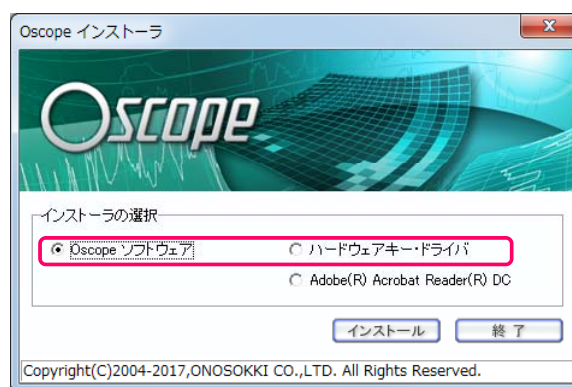 Oscope インストーラ
Oscope
インストーラの選択
Oscope ソフトウェア ハードウェアキー・ドライバ
Adobe(R) Acrobat Reader(R) DC
インストール 終 了
Copyright(C)2004-2017,ONOSOKKI CO.,LTD. All Rights Reserved.